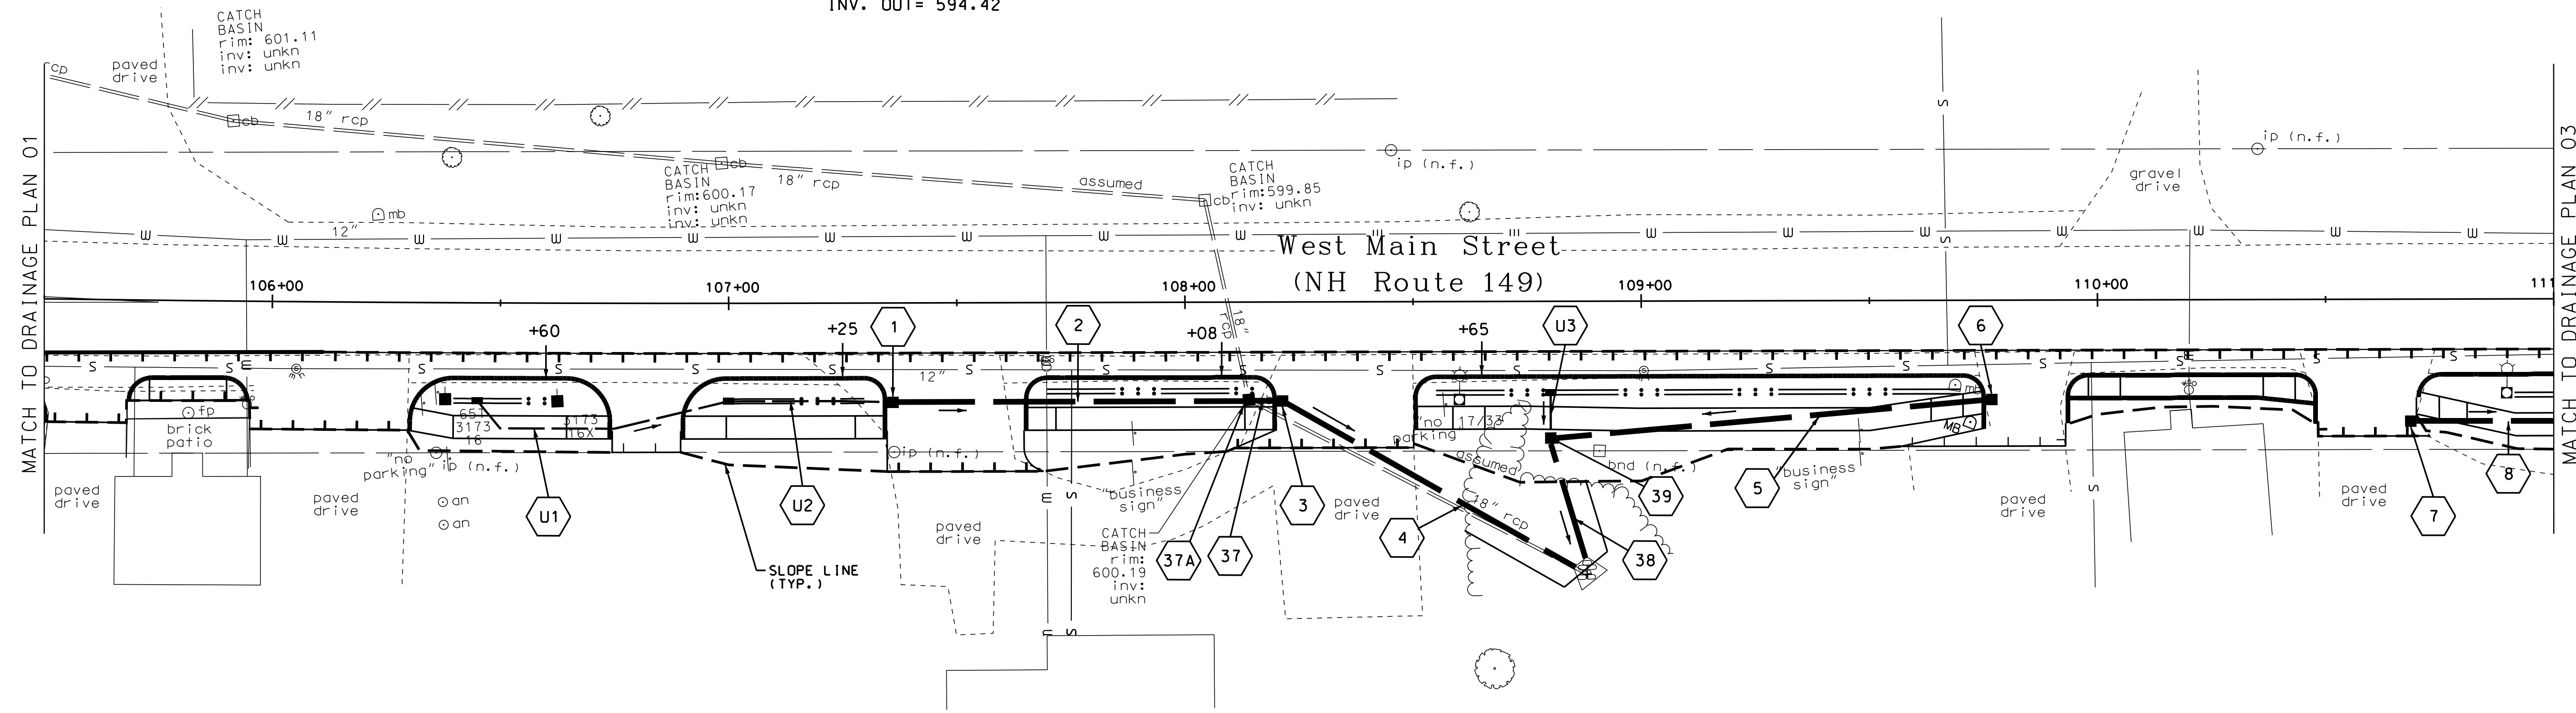 INV. OUT= 594.42
CATCH
BASIN
rim: 601.11
inv: unkn
inv: unkn
cp
paved
drive
cb
18" rcp
cb
CATCH
BASIN
rim:600.17
inv: unkn
inv: unkn
18" rcp
assumed
CATCH
BASIN
rim:599.85
inv: unkn
cb
ip (n.f.)
ip (n.f.)
gravel
drive
mb
12"
W W W W W W W W W W W W W W W W
S
S
West Main Street
(NH Route 149)
MATCH TO DRAINAGE PLAN 01
MATCH TO DRAINAGE PLAN 03
106+00
107+00
108+00
109+00
110+00
111
+60
+25
1
2
+08
18"
rcp
+65
U3
6
S S S S S S S S S S S S S S S S
12"
fp
brick
patio
651
3173
16
3173
16X
"no
parking"
ip (n.f.)
ip (n.f.)
"no
parking"
17/33
mb
MB
assumed
bnd (n.f.)
"business
sign"
"business
sign"
paved
drive
paved
drive
an
an
U1
U2
SLOPE LINE
(TYP.)
paved
drive
CATCH
BASIN
rim:
600.19
inv:
unkn
37A
37
3
paved
drive
4
18" rcp
38
39
5
paved
drive
S
paved
drive
7
8
W S
W S